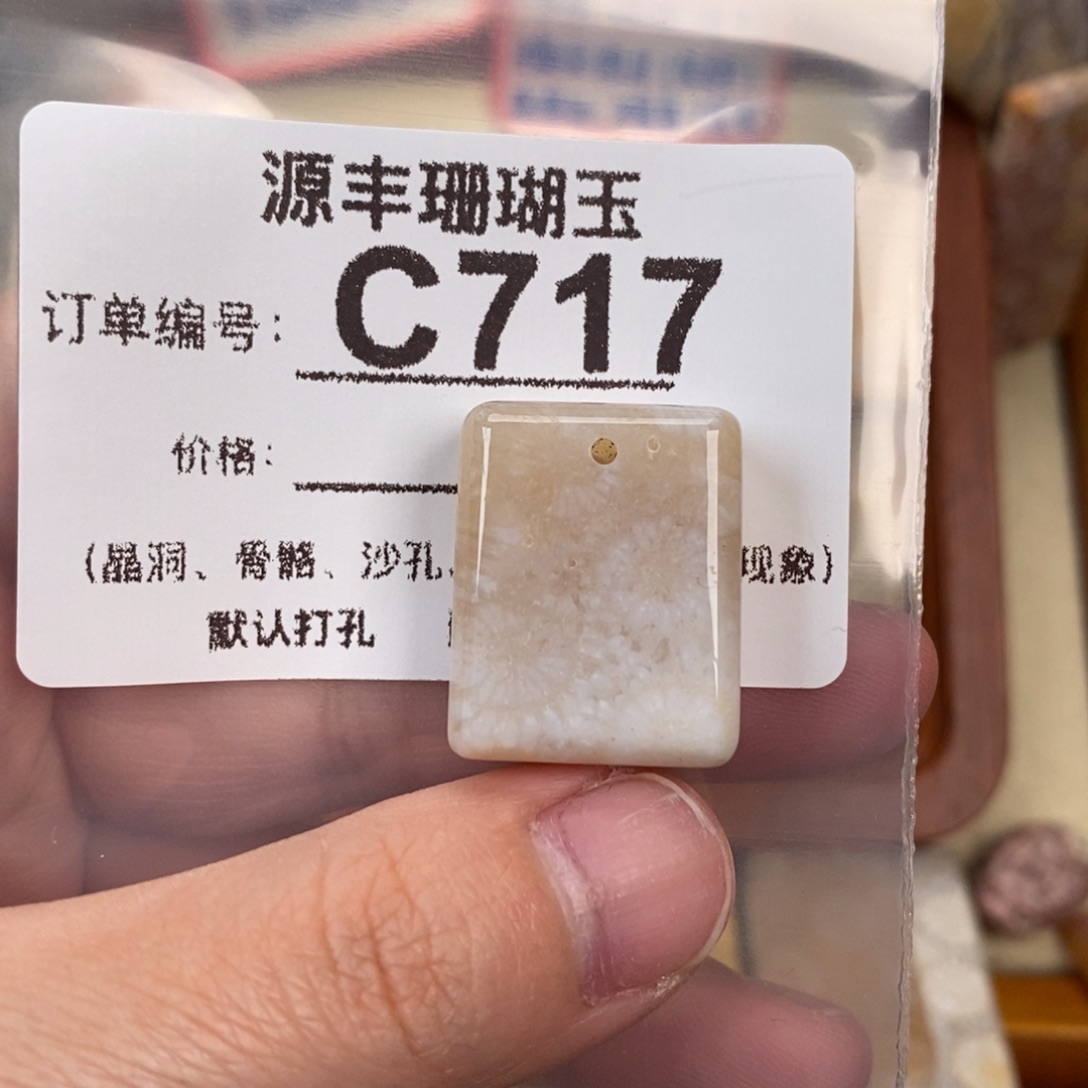 源丰珊瑚玉
订单编号: C717
价格:
(晶洞、骨骼、沙孔 现象)
默认打孔